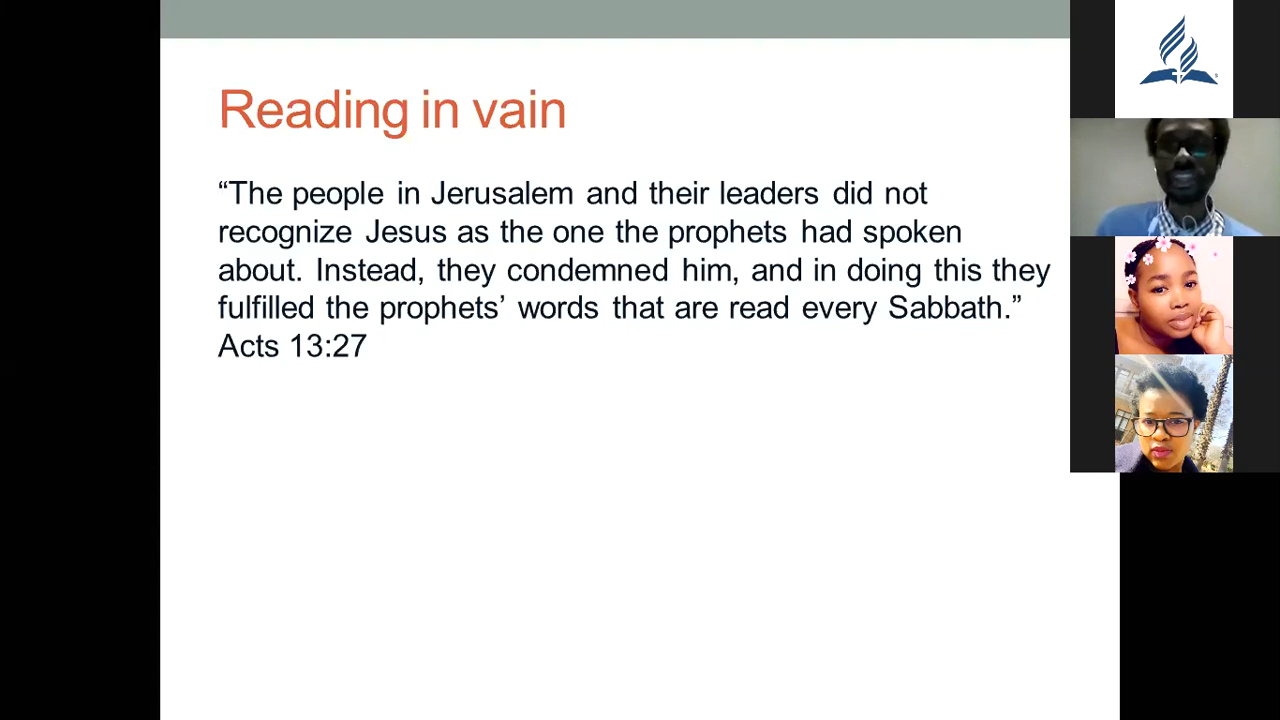 Reading in vain
“The people in Jerusalem and their leaders did not
recognize Jesus as the one the prophets had spoken
about. Instead, they condemned him, and in doing this they
fulfilled the prophets’ words that are read every Sabbath.”
Acts 13:27